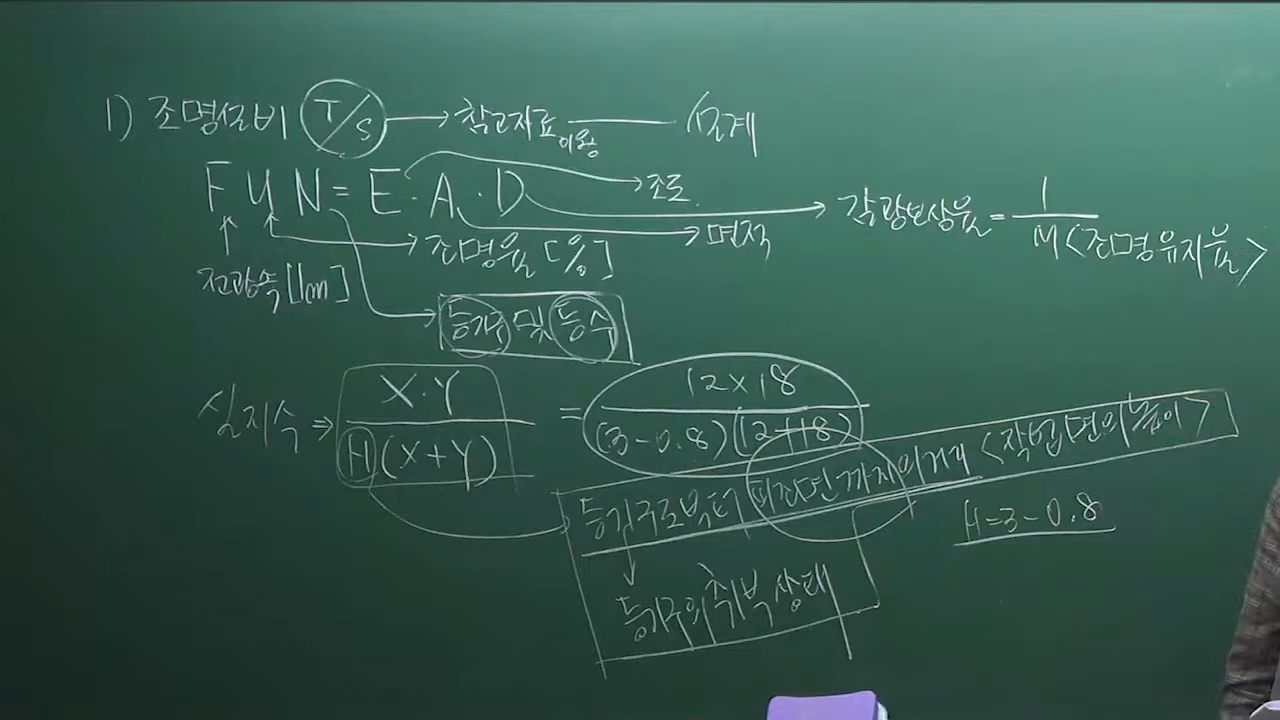 1) 조명설비 T/S → 참고자료 이용 — 설계
F U N = E · A · D → 조도
→ 감광보상율 = 1 / M <조명유지율>
→ 면적
→ 조명율 [%]
전광속 [lm]
등기구 및 등수
실지수 ⇒ X·Y / H(X+Y) = 12×18 / (3-0.8)(12+18)
등기구로부터 피조면까지의 거리 <작업면의 높이>
H=3-0.8
등기구의 취부 상태